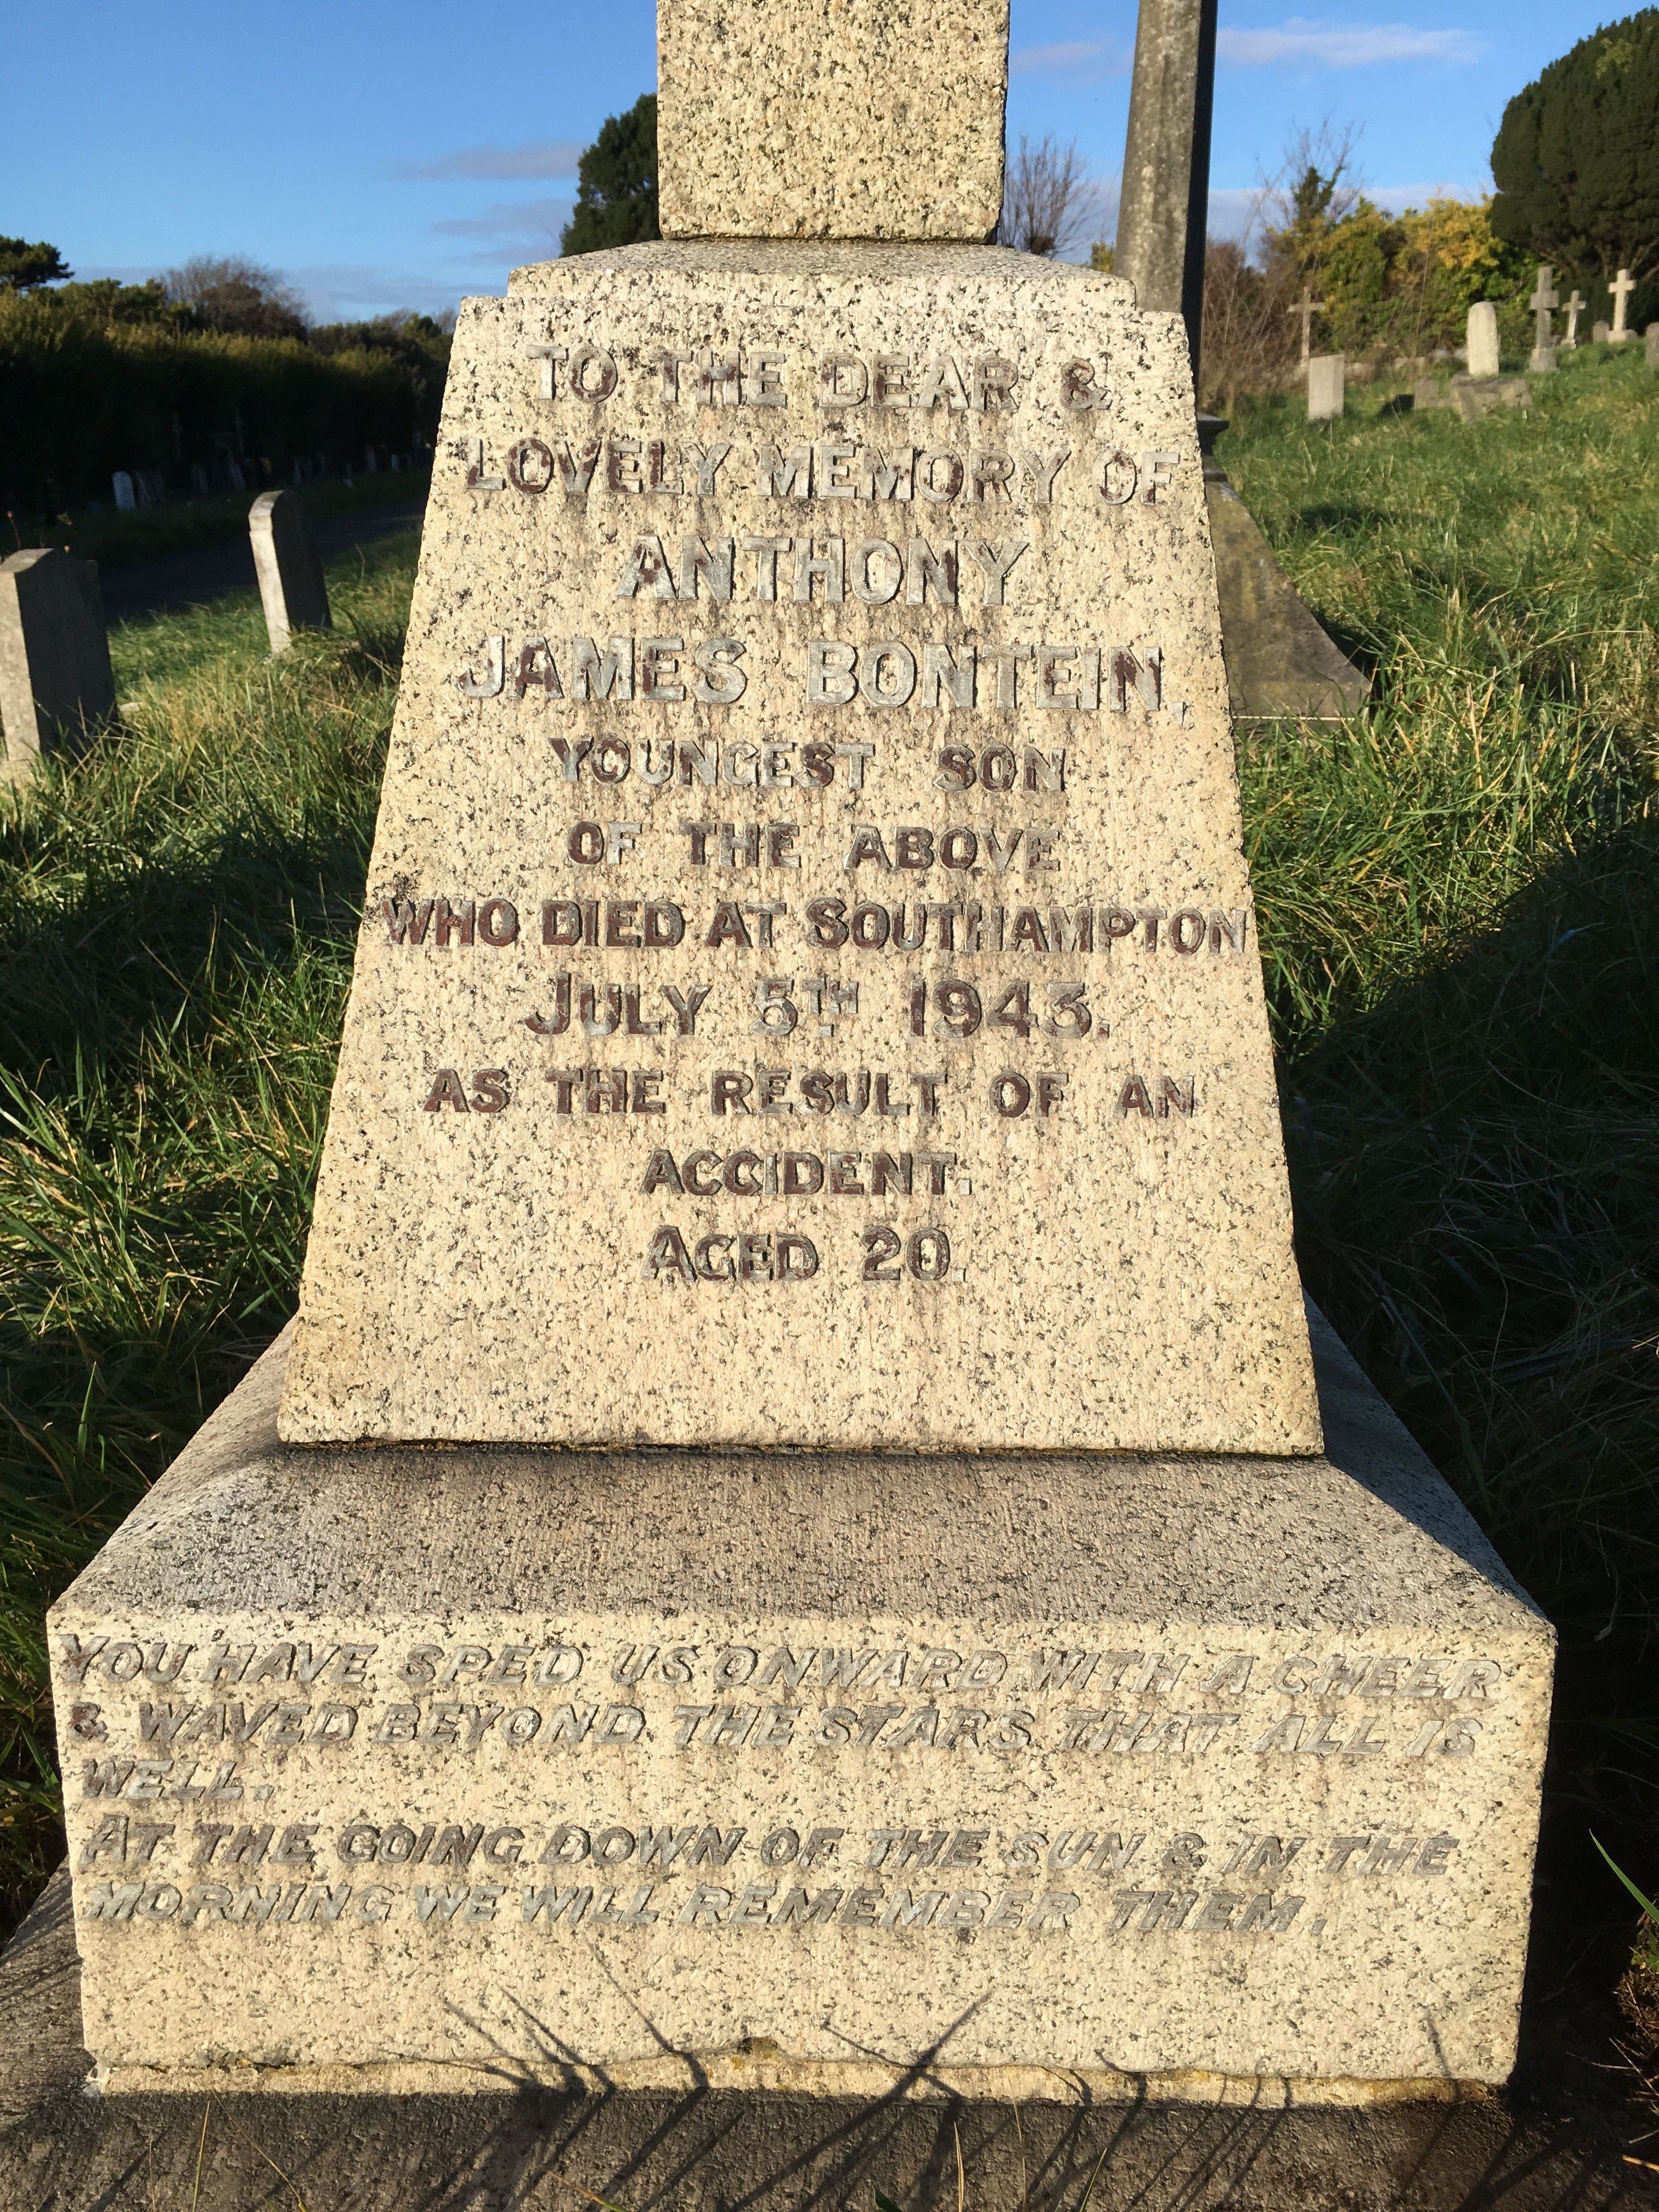 TO THE DEAR &
LOVELY MEMORY OF
ANTHONY
JAMES BONTEIN,
YOUNGEST SON
OF THE ABOVE
WHO DIED AT SOUTHAMPTON
JULY 5TH 1943.
AS THE RESULT OF AN
ACCIDENT.
AGED 20.
YOU HAVE SPED US ONWARD WITH A CHEER
& WAVED BEYOND THE STARS THAT ALL IS
WELL.
AT THE GOING DOWN OF THE SUN & IN THE
MORNING WE WILL REMEMBER THEM.